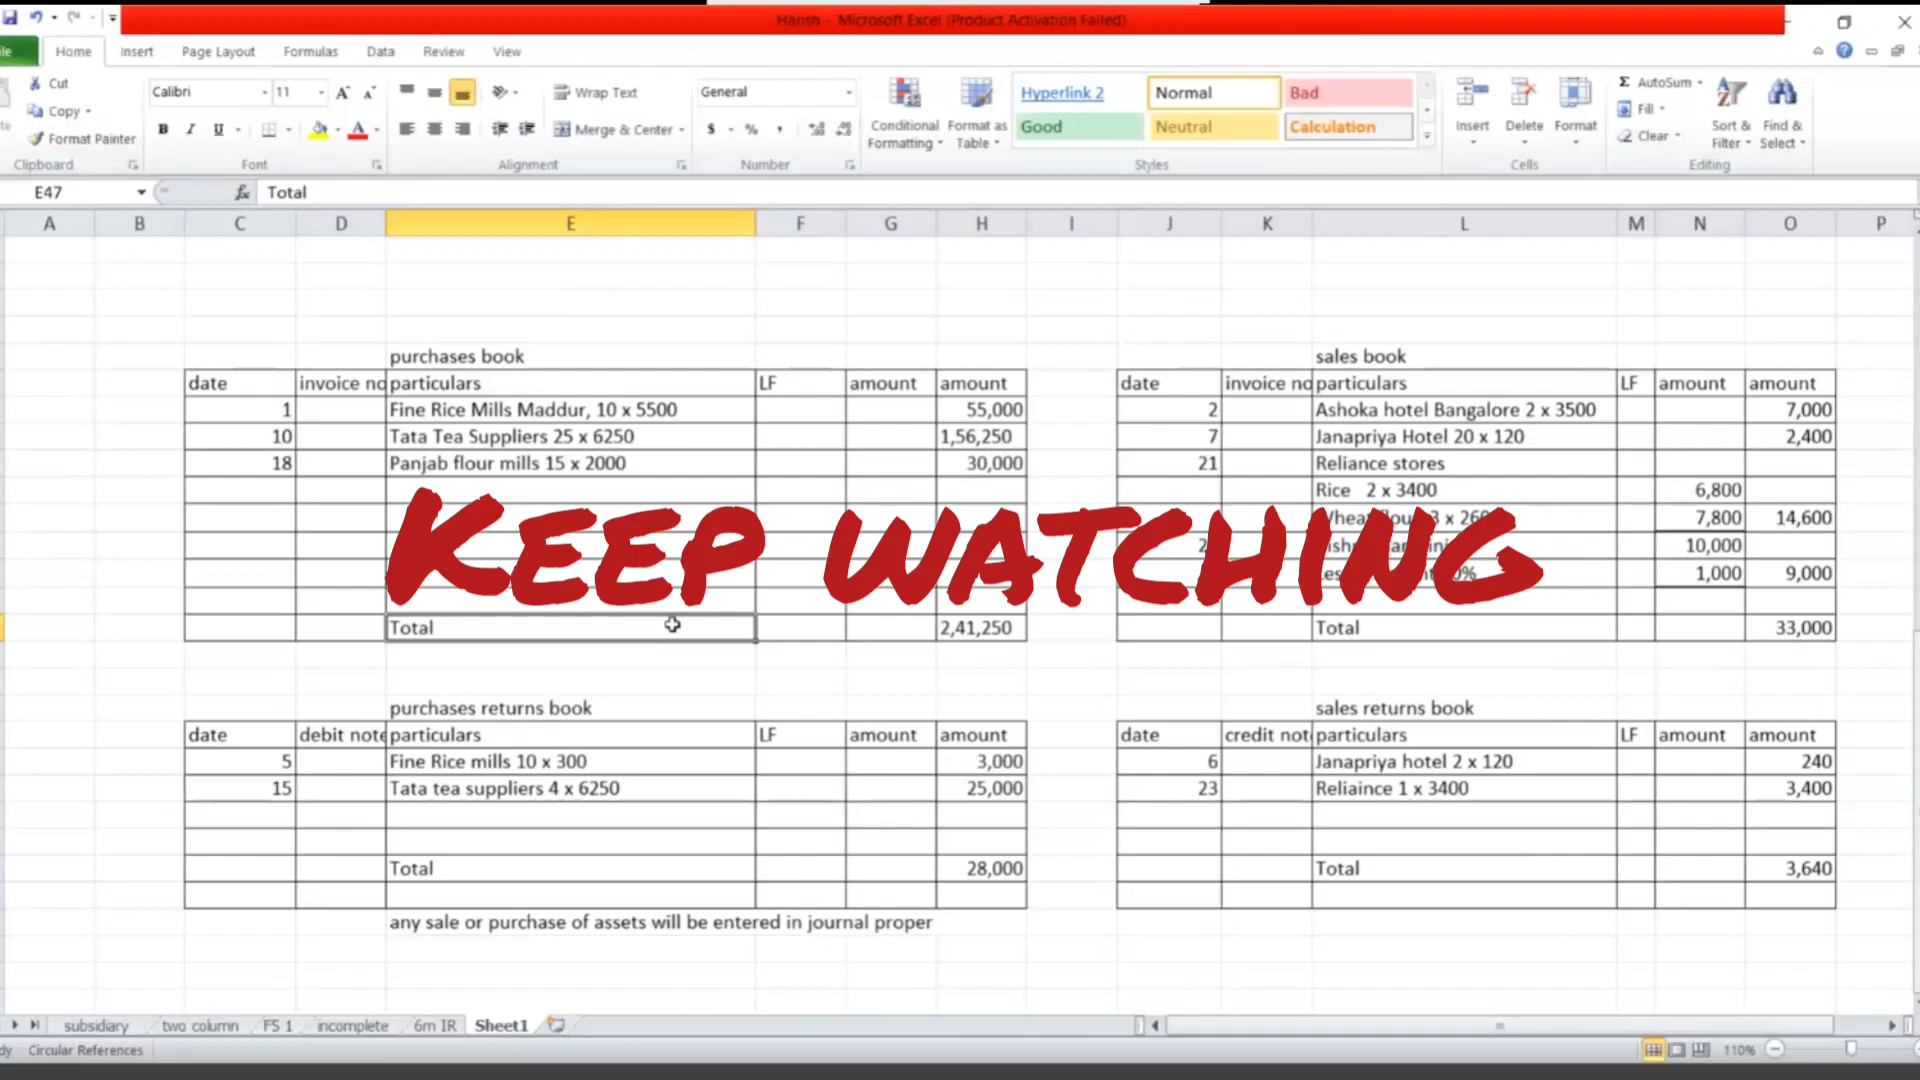 Harish - Microsoft Excel (Product Activation Failed)
Home Insert Page Layout Formulas Data Review View
Cut
Copy
Format Painter
Clipboard
Calibri 11
B I U
Font
Wrap Text
Merge & Center
Alignment
General
$ % ,
Number
Conditional Formatting
Format as Table
Hyperlink 2 Normal Bad
Good Neutral Calculation
Styles
Insert Delete Format
Cells
Σ AutoSum
Fill
Clear
Sort & Filter
Find & Select
Editing
E47 fx Total
A B C D E F G H I J K L M N O P
purchases book
date invoice no particulars LF amount amount
1 Fine Rice Mills Maddur, 10 x 5500 55,000
10 Tata Tea Suppliers 25 x 6250 1,56,250
18 Panjab flour mills 15 x 2000 30,000
Total 2,41,250
sales book
date invoice no particulars LF amount amount
2 Ashoka hotel Bangalore 2 x 3500 7,000
7 Janapriya Hotel 20 x 120 2,400
21 Reliance stores
Rice 2 x 3400 6,800
7,800 14,600
10,000
1,000 9,000
Total 33,000
Keep watching
purchases returns book
date debit note particulars LF amount amount
5 Fine Rice mills 10 x 300 3,000
15 Tata tea suppliers 4 x 6250 25,000
Total 28,000
any sale or purchase of assets will be entered in journal proper
sales returns book
date credit not particulars LF amount amount
6 Janapriya hotel 2 x 120 240
23 Reliaince 1 x 3400 3,400
Total 3,640
subsidiary two column FS 1 incomplete 6m IR Sheet1
Circular References
110%